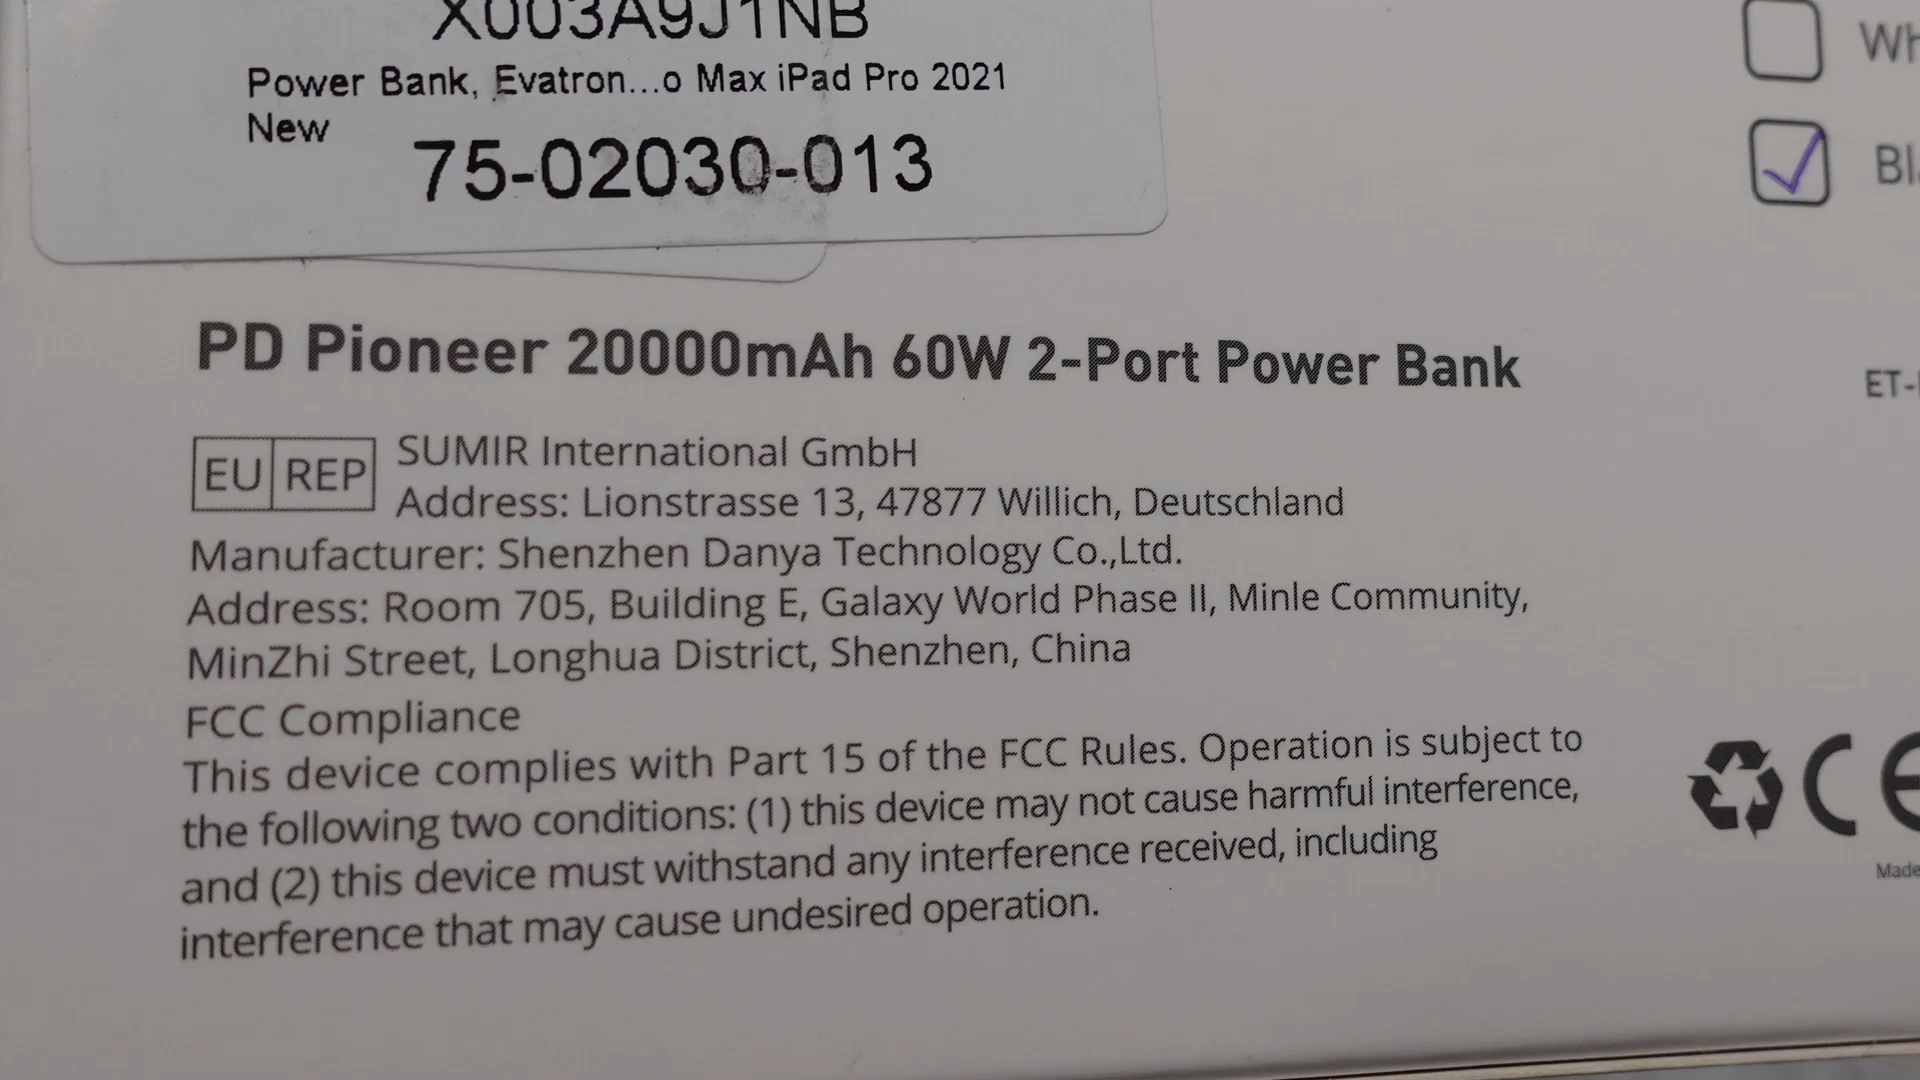 X003A9J1NB
Power Bank, Evatron...o Max iPad Pro 2021
New
75-02030-013
PD Pioneer 20000mAh 60W 2-Port Power Bank
EU REP
SUMIR International GmbH
Address: Lionstrasse 13, 47877 Willich, Deutschland
Manufacturer: Shenzhen Danya Technology Co.,Ltd.
Address: Room 705, Building E, Galaxy World Phase II, Minle Community,
MinZhi Street, Longhua District, Shenzhen, China
FCC Compliance
This device complies with Part 15 of the FCC Rules. Operation is subject to
the following two conditions: (1) this device may not cause harmful interference,
and (2) this device must withstand any interference received, including
interference that may cause undesired operation.
Wh
Bl
ET-
CE
Made